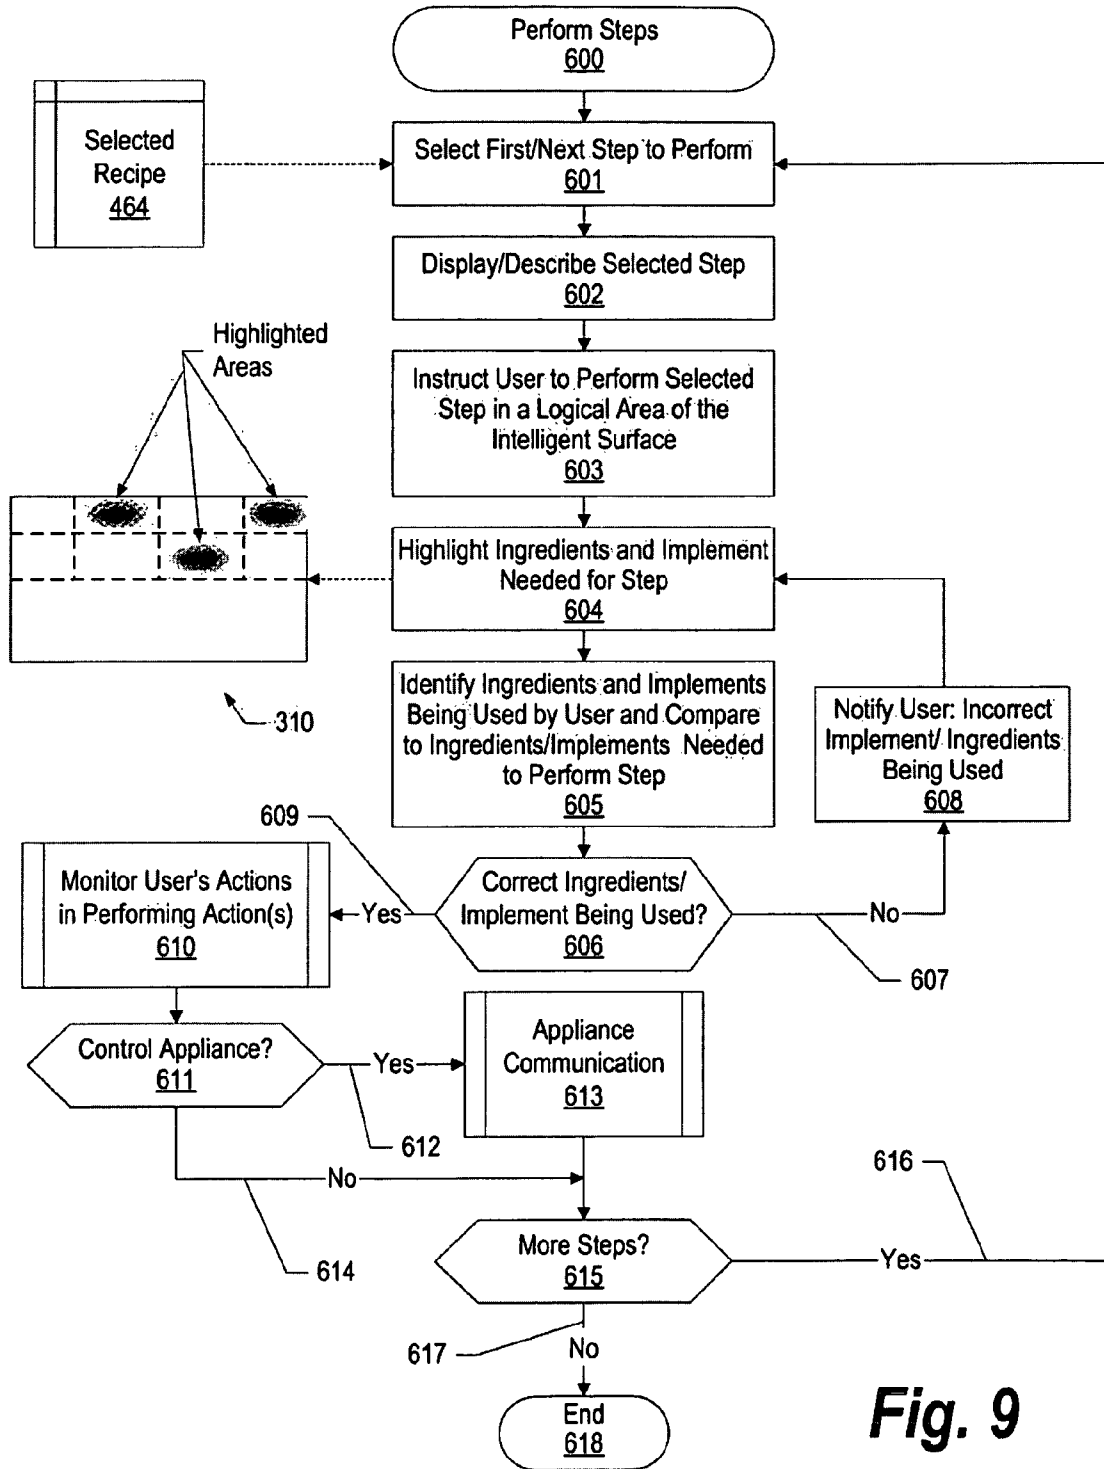 Perform Steps
600
Selected
Recipe
464
Select First/Next Step to Perform
601
Display/Describe Selected Step
602
Highlighted
Areas
Instruct User to Perform Selected
Step in a Logical Area of the
Intelligent Surface
603
Highlight Ingredients and Implement
Needed for Step
604
310
Identify Ingredients and Implements
Being Used by User and Compare
to Ingredients/Implements Needed
to Perform Step
605
Notify User: Incorrect
Implement/ Ingredients
Being Used
608
609
Monitor User's Actions
in Performing Action(s)
610
Yes
Correct Ingredients/
Implement Being Used?
606
No
607
Control Appliance?
611
Yes
612
Appliance
Communication
613
No
614
616
More Steps?
615
Yes
617
No
End
618
Fig. 9